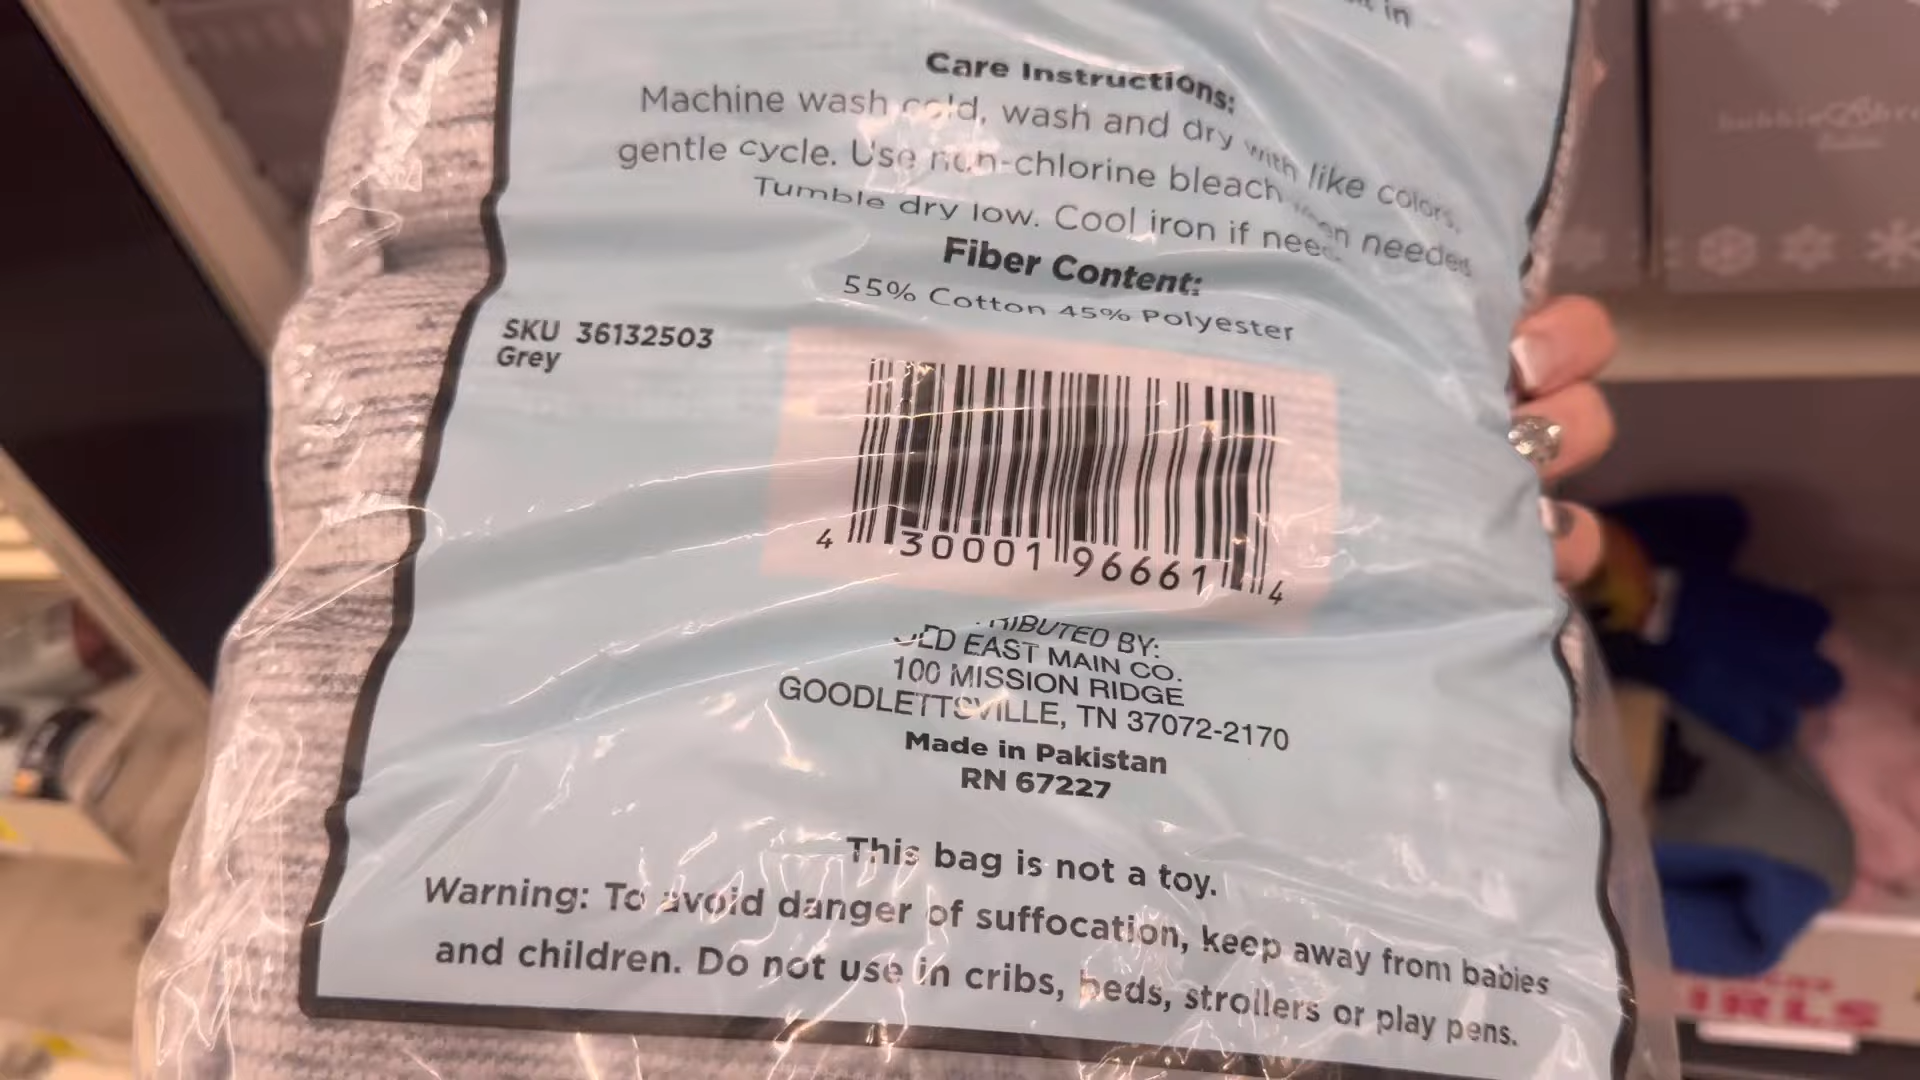 in
Care Instructions:
Machine wash cold, wash and dry with like colors,
gentle cycle. Use non-chlorine bleach when needed
Tumble dry low. Cool iron if
Fiber Content:
55% Cotton 45% Polyester
SKU 36132503
Grey
4 30001 96661 4
BY:
OLD EAST MAIN CO.
100 MISSION RIDGE
GOODLETTSVILLE, TN 37072-2170
Made in Pakistan
RN 67227
This bag is not a toy.
Warning: To avoid danger of suffocation, keep away from babies
and children. Do not use in cribs, beds, strollers or play pens.